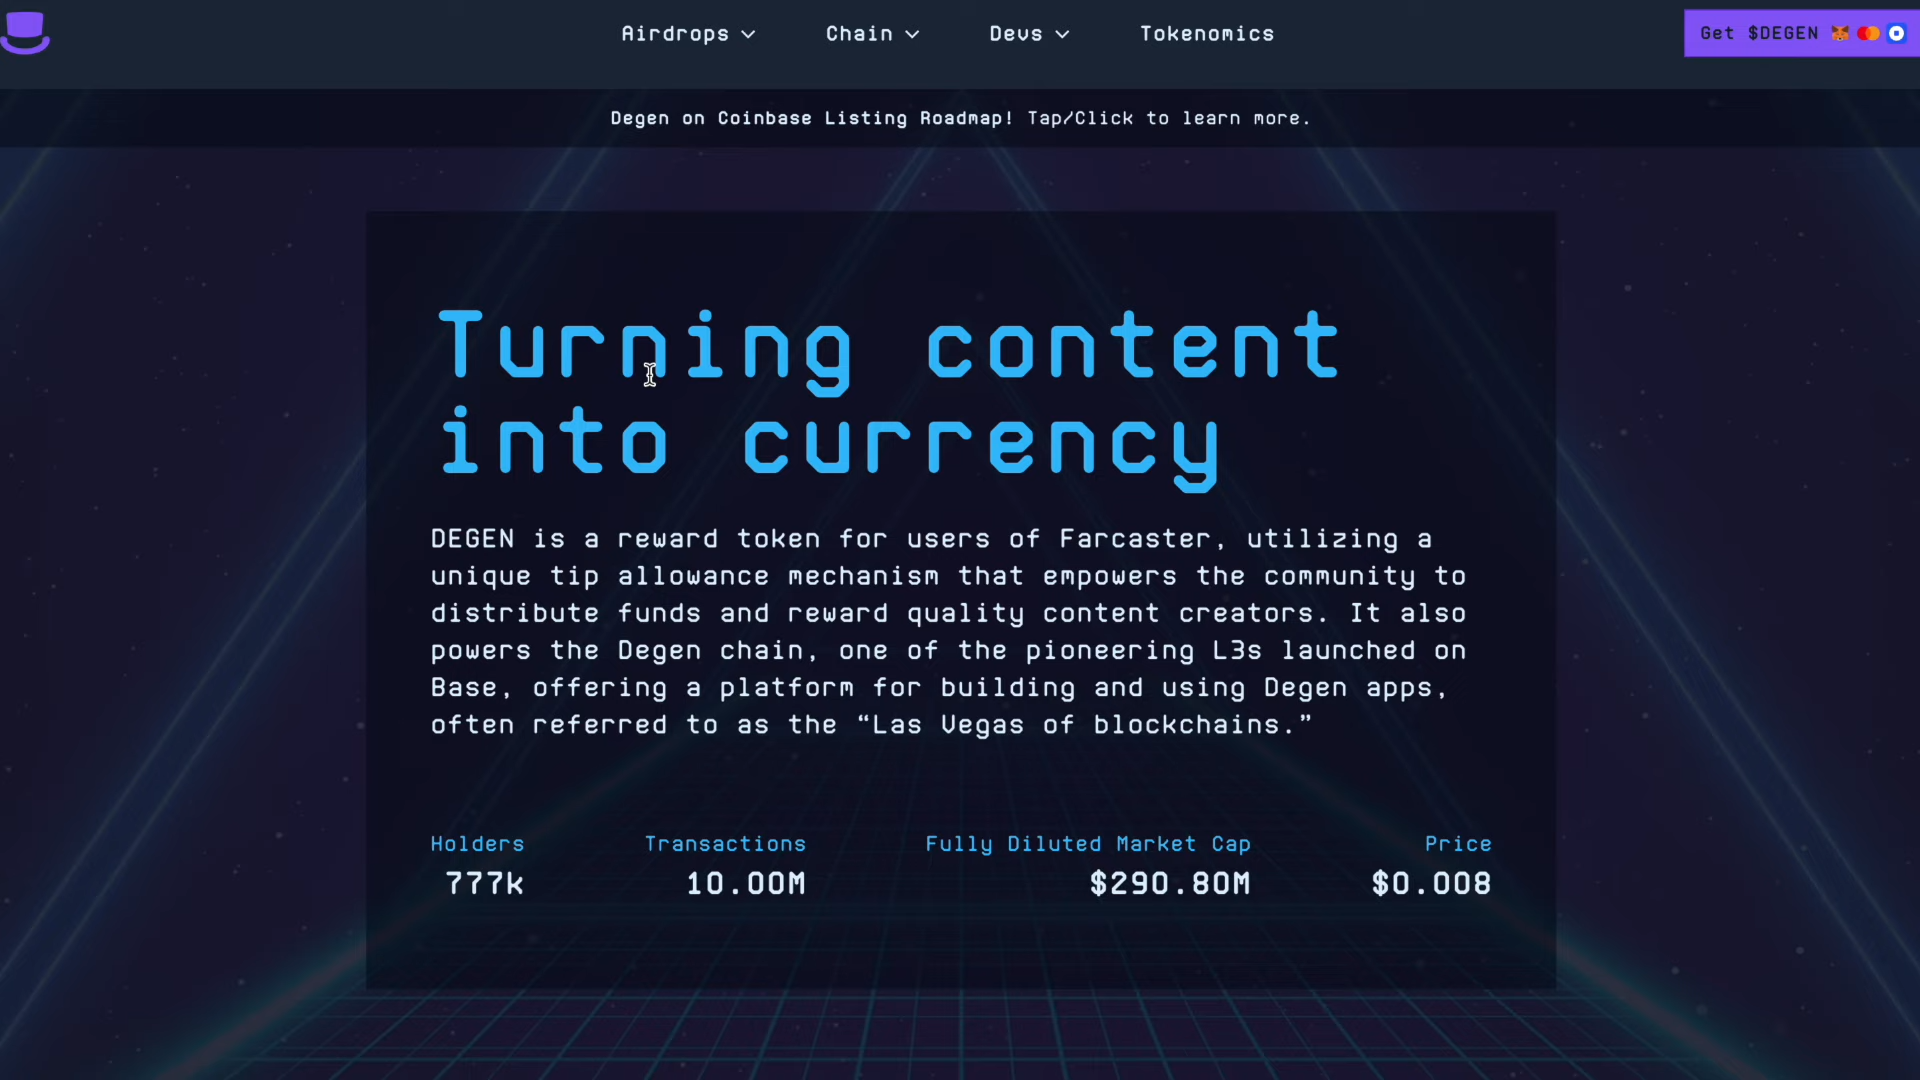 Airdrops Chain Devs Tokenomics Get $DEGEN
Degen on Coinbase Listing Roadmap! Tap/Click to learn more.
Turning content
into currency
DEGEN is a reward token for users of Farcaster, utilizing a
unique tip allowance mechanism that empowers the community to
distribute funds and reward quality content creators. It also
powers the Degen chain, one of the pioneering L3s launched on
Base, offering a platform for building and using Degen apps,
often referred to as the “Las Vegas of blockchains.”
Holders Transactions Fully Diluted Market Cap Price
777k 10.00M $290.80M $0.008